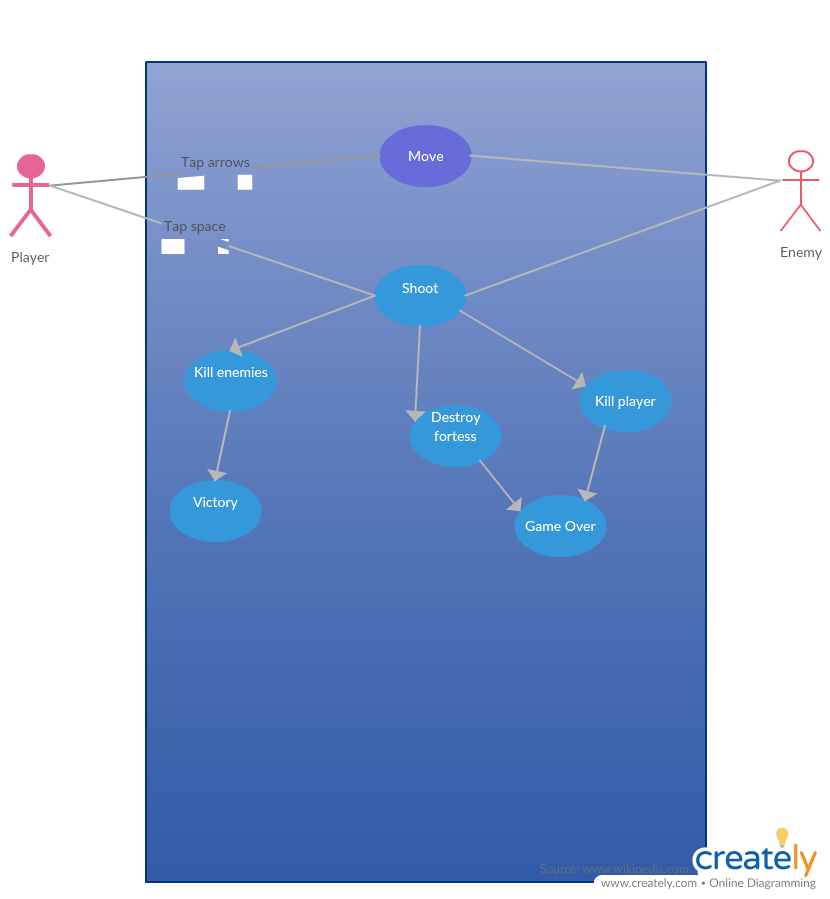 Tap arrows
Move
Player
Tap space
Enemy
Shoot
Kill enemies
Kill player
Destroy
fortess
Victory
Game Over
Source: www.wikipedia.com
creately
www.creately.com • Online Diagramming